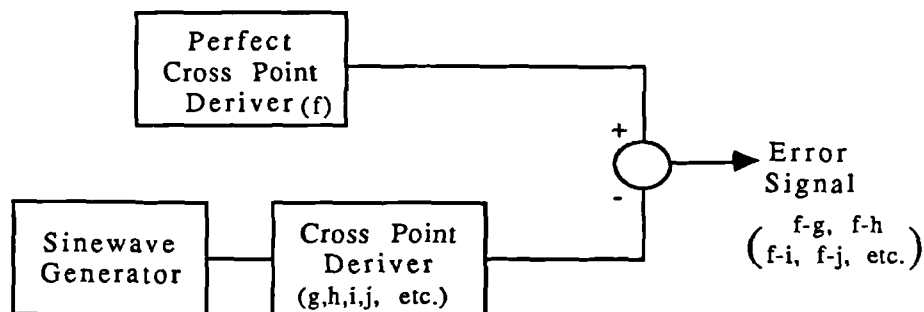 Perfect
Cross Point
Deriver (f)
+
-
Error
Signal
( f-g, f-h
f-i, f-j, etc. )
Sinewave
Generator
Cross Point
Deriver
(g,h,i,j, etc.)